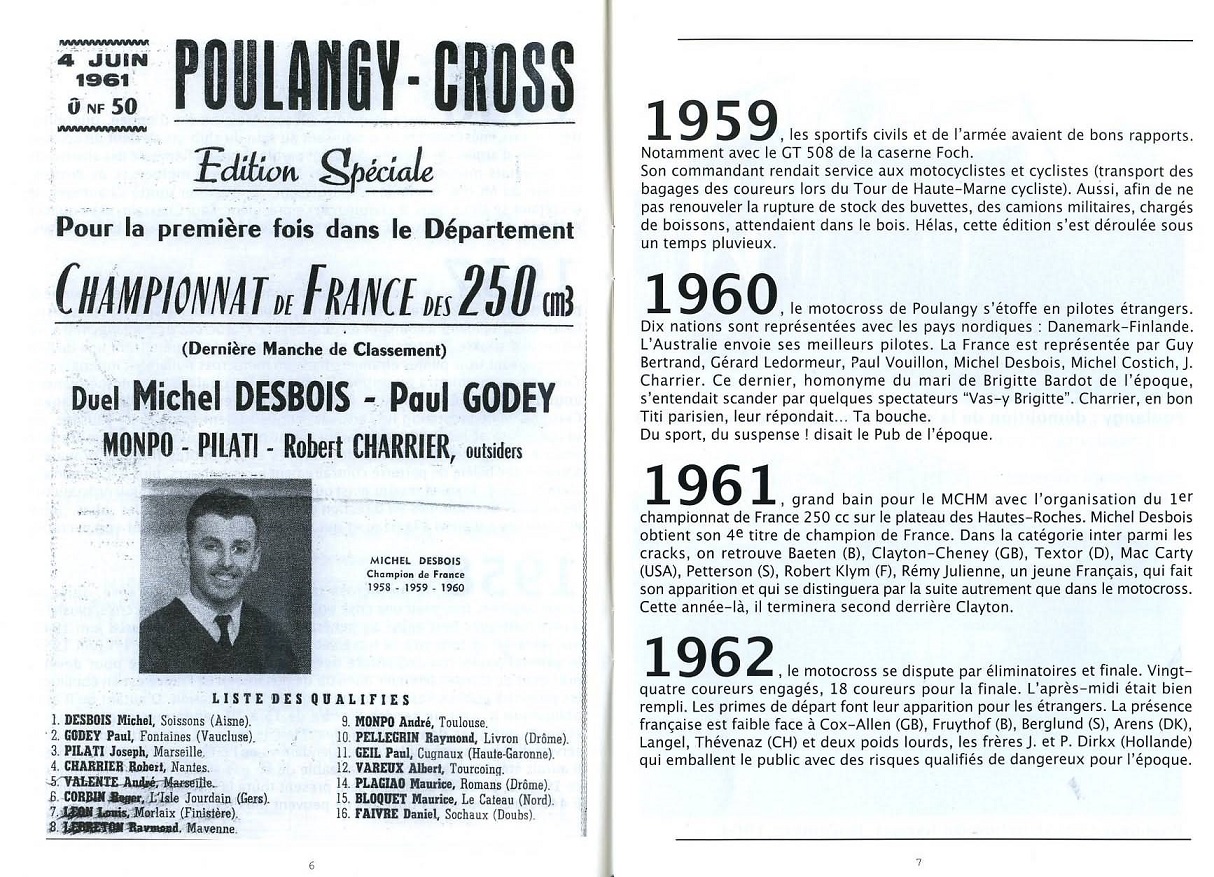 4 JUIN
1961
0 NF 50
POULANGY - CROSS
Edition Spéciale
Pour la première fois dans le Département
CHAMPIONNAT DE FRANCE DES 250 cm3
(Dernière Manche de Classement)
Duel Michel DESBOIS - Paul GODEY
MONPO - PILATI - Robert CHARRIER, outsiders
MICHEL DESBOIS
Champion de France
1958 - 1959 - 1960
LISTE DES QUALIFIES
1. DESBOIS Michel, Soissons (Aisne).
2. GODEY Paul, Fontaines (Vaucluse).
3. PILATI Joseph, Marseille.
4. CHARRIER Robert, Nantes.
5. VALENTE André, Marseille.
6. CORBIN Roger, L'Isle Jourdain (Gers).
7. LEON Louis, Morlaix (Finistère).
8. LEBRETON Raymond, Mayenne.
9. MONPO André, Toulouse.
10. PELLEGRIN Raymond, Livron (Drôme).
11. GEIL Paul, Cugnaux (Haute-Garonne).
12. VAREUX Albert, Tourcoing.
14. PLAGIAO Maurice, Romans (Drôme).
15. BLOQUET Maurice, Le Cateau (Nord).
16. FAIVRE Daniel, Sochaux (Doubs).
6
1959, les sportifs civils et de l'armée avaient de bons rapports.
Notamment avec le GT 508 de la caserne Foch.
Son commandant rendait service aux motocyclistes et cyclistes (transport des
bagages des coureurs lors du Tour de Haute-Marne cycliste). Aussi, afin de ne
pas renouveler la rupture de stock des buvettes, des camions militaires, chargés
de boissons, attendaient dans le bois. Hélas, cette édition s'est déroulée sous
un temps pluvieux.
1960, le motocross de Poulangy s'étoffe en pilotes étrangers.
Dix nations sont représentées avec les pays nordiques : Danemark-Finlande.
L'Australie envoie ses meilleurs pilotes. La France est représentée par Guy
Bertrand, Gérard Ledormeur, Paul Vouillon, Michel Desbois, Michel Costich, J.
Charrier. Ce dernier, homonyme du mari de Brigitte Bardot de l'époque,
s'entendait scander par quelques spectateurs "Vas-y Brigitte". Charrier, en bon
Titi parisien, leur répondait... Ta bouche.
Du sport, du suspense ! disait le Pub de l'époque.
1961, grand bain pour le MCHM avec l'organisation du 1er
championnat de France 250 cc sur le plateau des Hautes-Roches. Michel Desbois
obtient son 4e titre de champion de France. Dans la catégorie inter parmi les
cracks, on retrouve Baeten (B), Clayton-Cheney (GB), Textor (D), Mac Carty
(USA), Petterson (S), Robert Klym (F), Rémy Julienne, un jeune Français, qui fait
son apparition et qui se distinguera par la suite autrement que dans le motocross.
Cette année-là, il terminera second derrière Clayton.
1962, le motocross se dispute par éliminatoires et finale. Vingt-
quatre coureurs engagés, 18 coureurs pour la finale. L'après-midi était bien
rempli. Les primes de départ font leur apparition pour les étrangers. La présence
française est faible face à Cox-Allen (GB), Fruythof (B), Berglund (S), Arens (DK),
Langel, Thévenaz (CH) et deux poids lourds, les frères J. et P. Dirkx (Hollande)
qui emballent le public avec des risques qualifiés de dangereux pour l'époque.
7